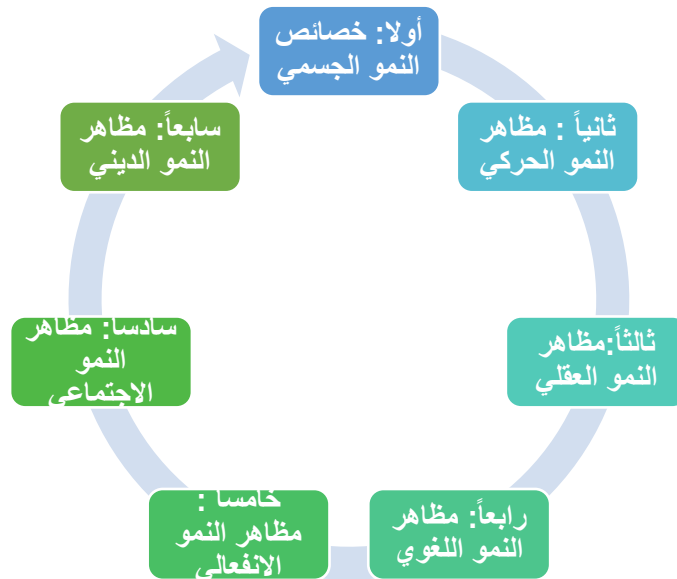 أولا: خصائص
النمو الجسمي
ثانياً : مظاهر
النمو الحركي
ثالثاً:مظاهر
النمو العقلي
رابعاً: مظاهر
النمو اللغوي
خامساً :
مظاهر النمو
الانفعالي
سادساً: مظاهر
النمو
الاجتماعي
سابعاً: مظاهر
النمو الديني